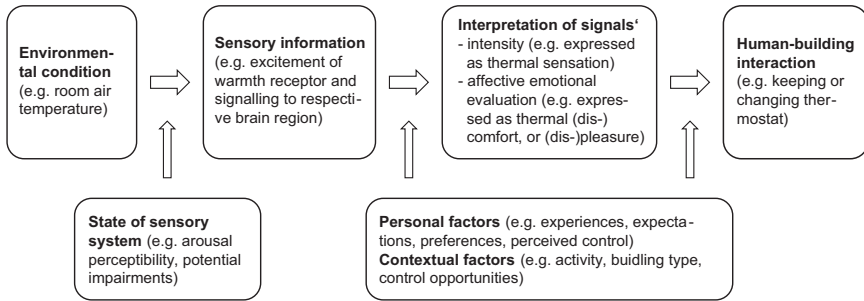 Environmen-
tal condition
(e.g. room air
temperature)
Sensory information
(e.g. excitement of
warmth receptor and
signalling to respecti-
ve brain region)
Interpretation of signals‘
- intensity (e.g. expressed
as thermal sensation)
- affective emotional
evaluation (e.g. expres-
sed as thermal (dis-)
comfort, or (dis-)pleasure)
Human-building
interaction
(e.g. keeping or
changing ther-
mostat)
State of sensory
system (e.g. arousal
perceptibility, potential
impairments)
Personal factors (e.g. experiences, expecta-
tions, preferences, perceived control)
Contextual factors (e.g. activity, buidling type,
control opportunities)